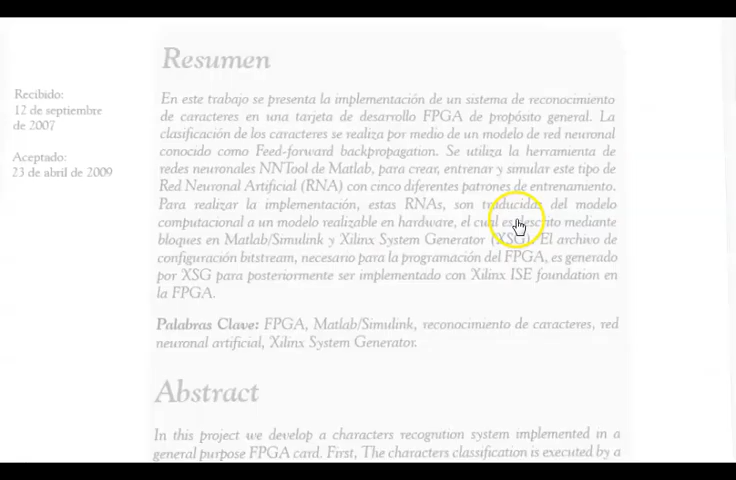 Resumen
Recibido:
12 de septiembre
de 2007
Aceptado:
23 de abril de 2009
En este trabajo se presenta la implementación de un sistema de reconocimiento
de caracteres en una tarjeta de desarrollo FPGA de propósito general. La
clasificación de los caracteres se realiza por medio de un modelo de red neuronal
conocido como Feed-forward backpropagation. Se utiliza la herramienta de
redes neuronales NNTool de Matlab, para crear, entrenar y simular este tipo de
Red Neuronal Artificial (RNA) con cinco diferentes patrones de entrenamiento.
Para realizar la implementación, estas RNAs, son traducidas del modelo
computacional a un modelo realizable en hardware, el cual es descrito mediante
bloques en Matlab/Simulink y Xilinx System Generator (XSG). El archivo de
configuración bitstream, necesario para la programación del FPGA, es generado
por XSG para posteriormente ser implementado con Xilinx ISE foundation en
la FPGA.
Palabras Clave: FPGA, Matlab/Simulink, reconocimiento de caracteres, red
neuronal artificial, Xilinx System Generator.
Abstract
In this project we develop a characters recognition system implemented in a
general purpose FPGA card. First, The characters classification is executed by a